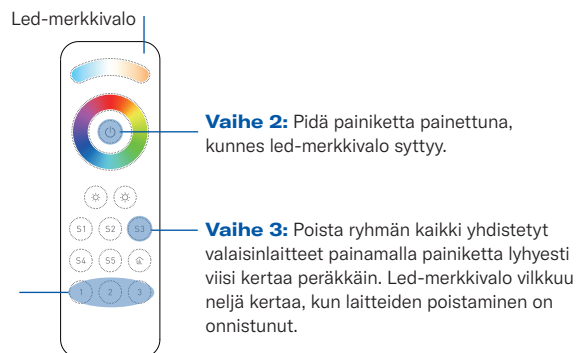 Led-merkkivalo
Vaihe 2: Pidä painiketta painettuna,
kunnes led-merkkivalo syttyy.
S1 S2 S3
Vaihe 3: Poista ryhmän kaikki yhdistetyt
valaisinlaitteet painamalla painiketta lyhyesti
viisi kertaa peräkkäin. Led-merkkivalo vilkkuu
neljä kertaa, kun laitteiden poistaminen on
onnistunut.
S4 S5
1 2 3